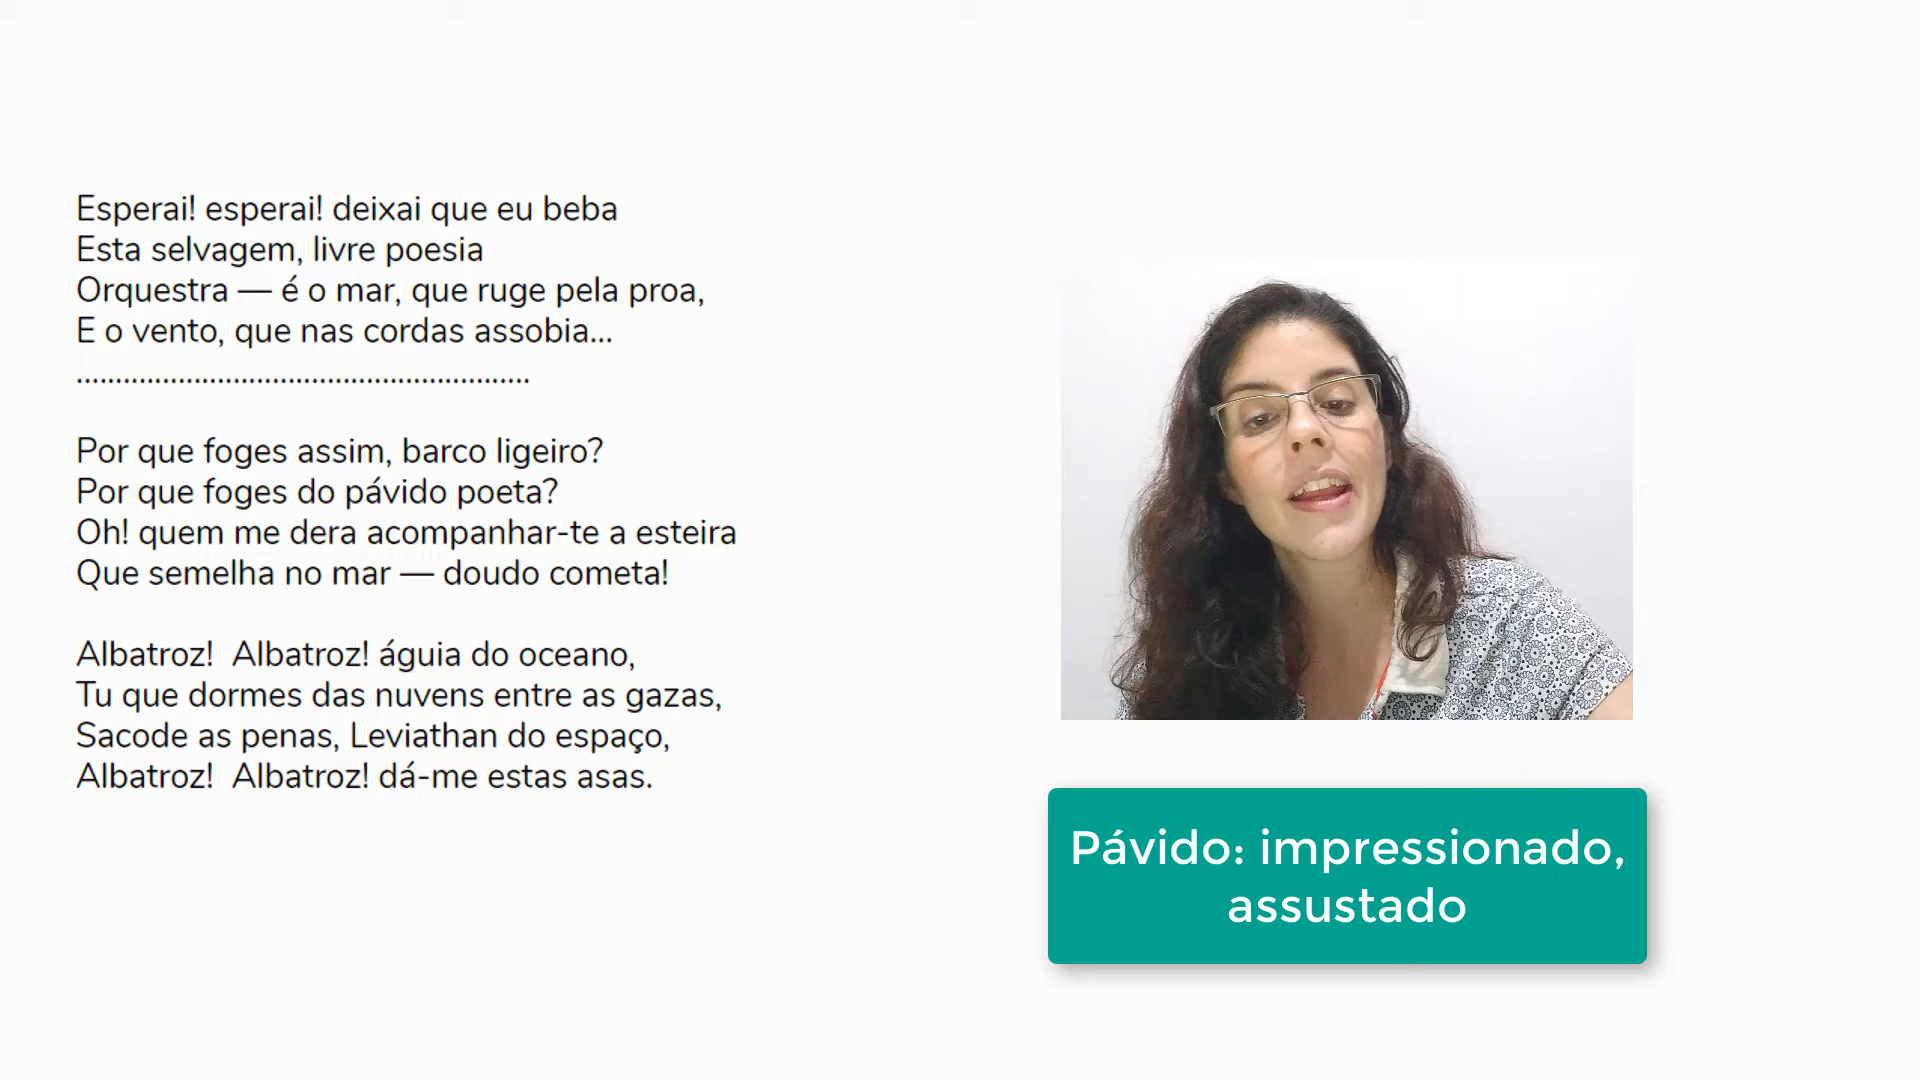 Esperai! esperai! deixai que eu beba
Esta selvagem, livre poesia
Orquestra — é o mar, que ruge pela proa,
E o vento, que nas cordas assobia...
..........................................................
Por que foges assim, barco ligeiro?
Por que foges do pávido poeta?
Oh! quem me dera acompanhar-te a esteira
Que semelha no mar — doudo cometa!
Albatroz!  Albatroz! águia do oceano,
Tu que dormes das nuvens entre as gazas,
Sacode as penas, Leviathan do espaço,
Albatroz!  Albatroz! dá-me estas asas.
Pávido: impressionado,
assustado